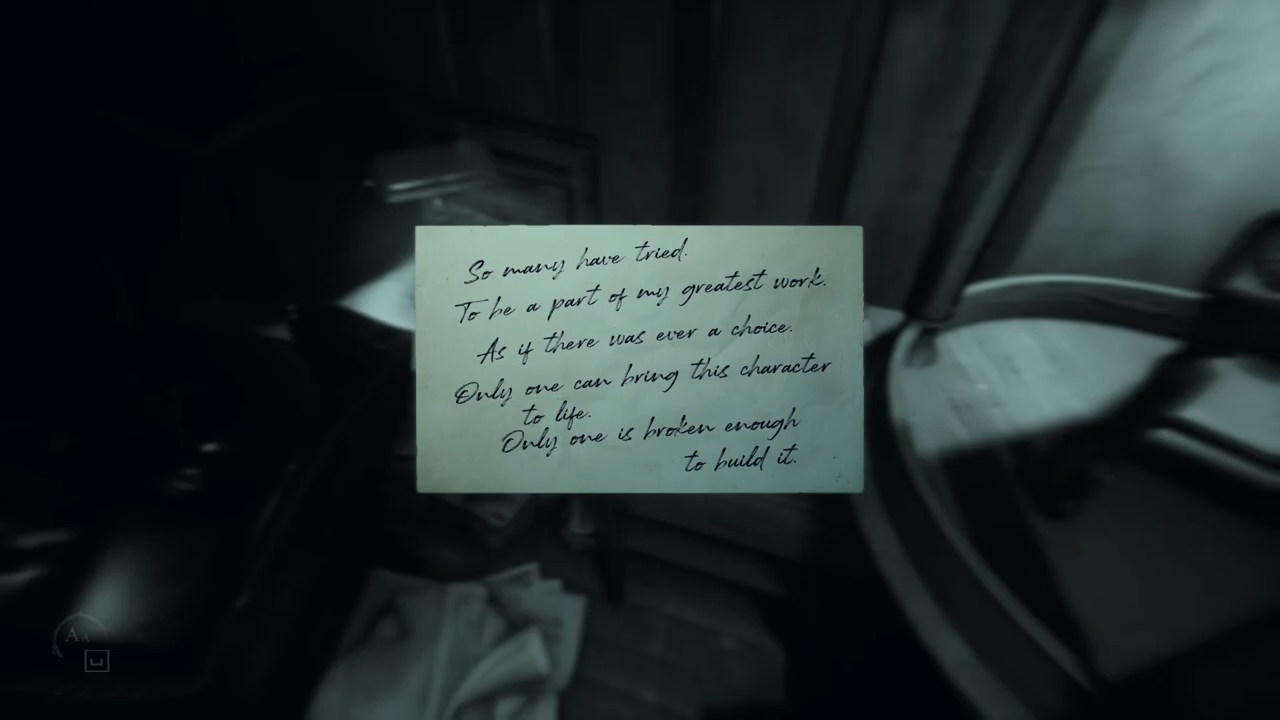 So many have tried.
To be a part of my greatest work.
As if there was ever a choice.
Only one can bring this character
to life.
Only one is broken enough
to build it.
A A